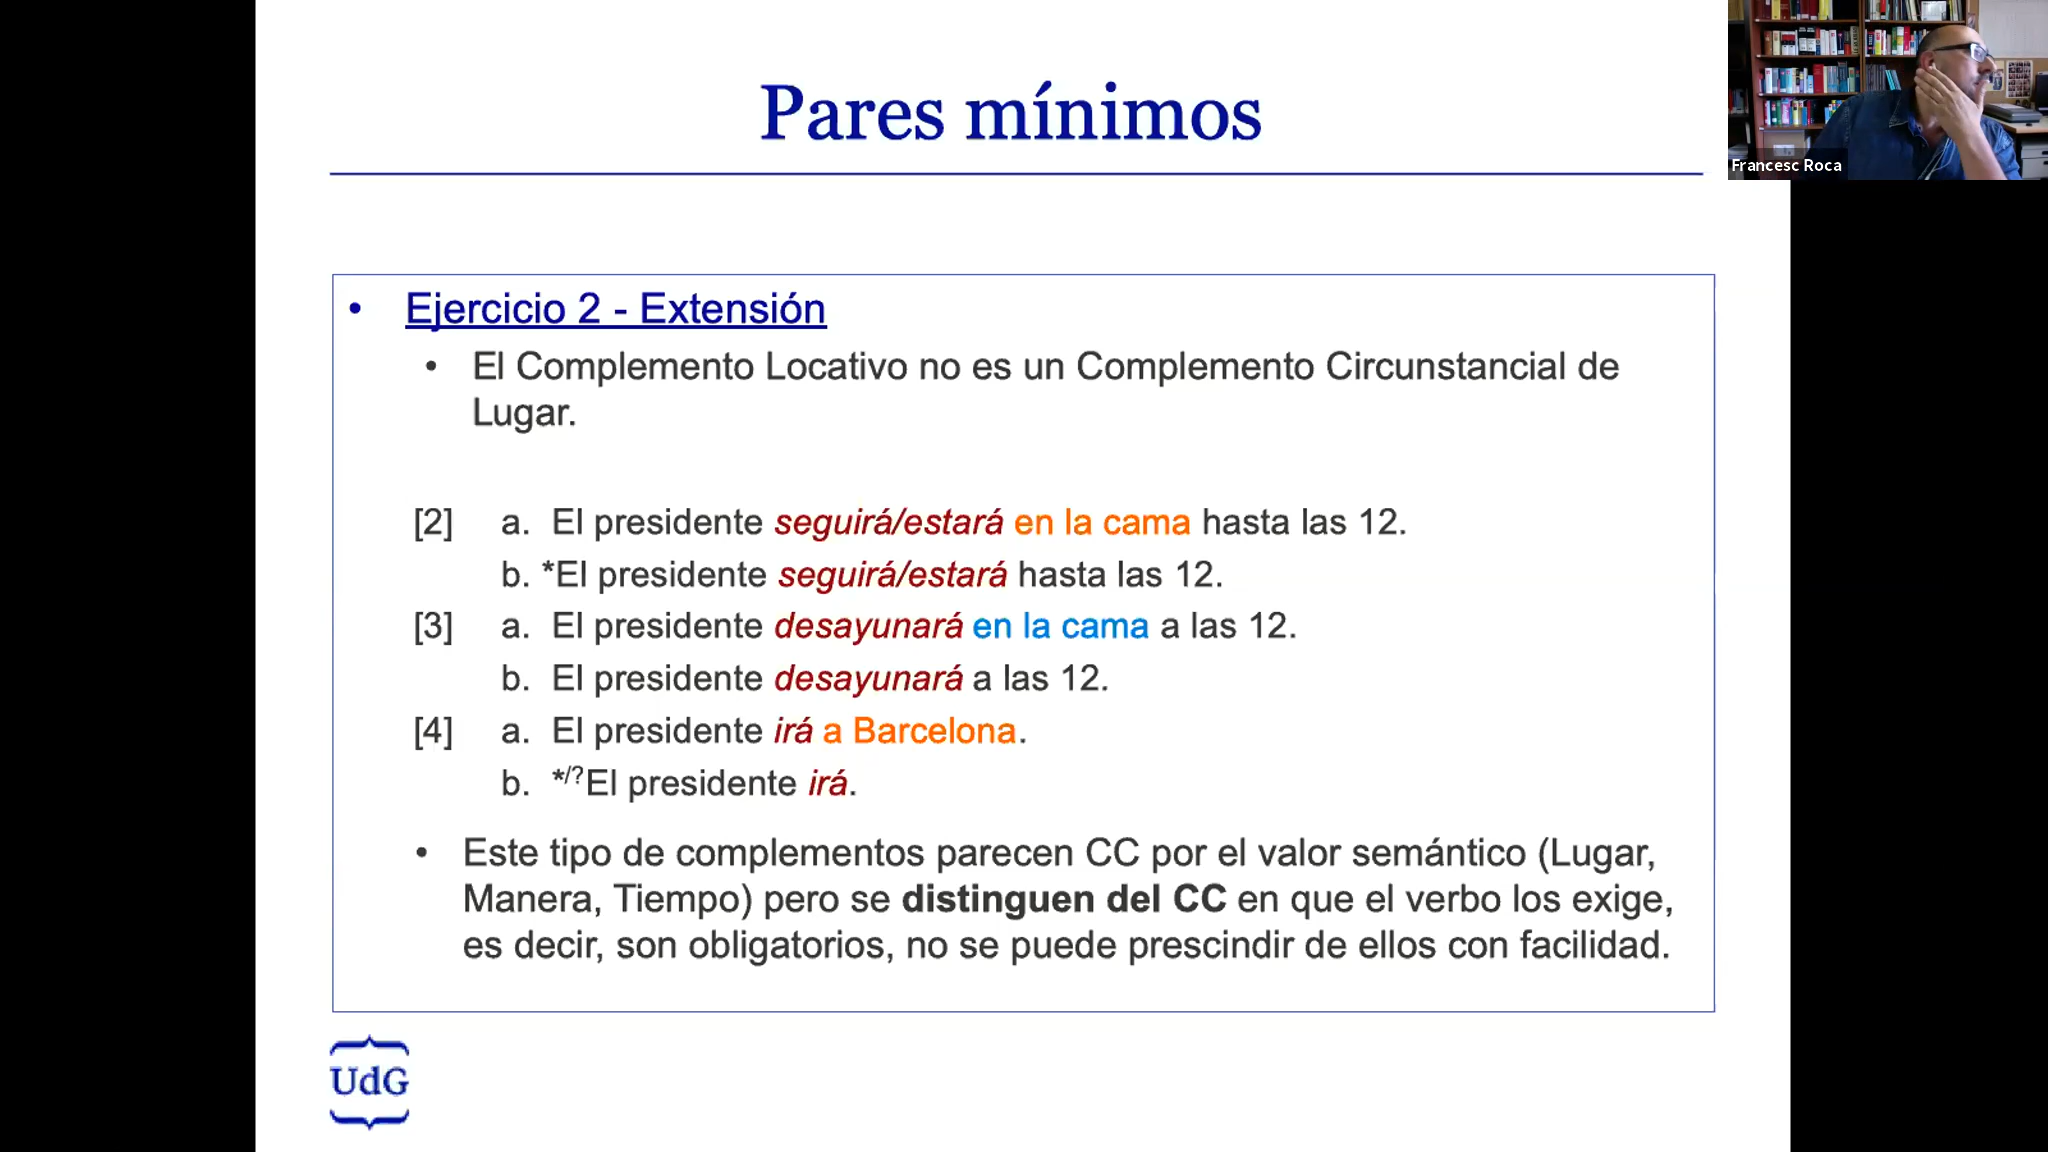 Pares mínimos
Francesc Roca
• Ejercicio 2 - Extensión
• El Complemento Locativo no es un Complemento Circunstancial de
Lugar.
[2] a. El presidente seguirá/estará en la cama hasta las 12.
b. *El presidente seguirá/estará hasta las 12.
[3] a. El presidente desayunará en la cama a las 12.
b. El presidente desayunará a las 12.
[4] a. El presidente irá a Barcelona.
b. */?El presidente irá.
• Este tipo de complementos parecen CC por el valor semántico (Lugar,
Manera, Tiempo) pero se distinguen del CC en que el verbo los exige,
es decir, son obligatorios, no se puede prescindir de ellos con facilidad.
UdG